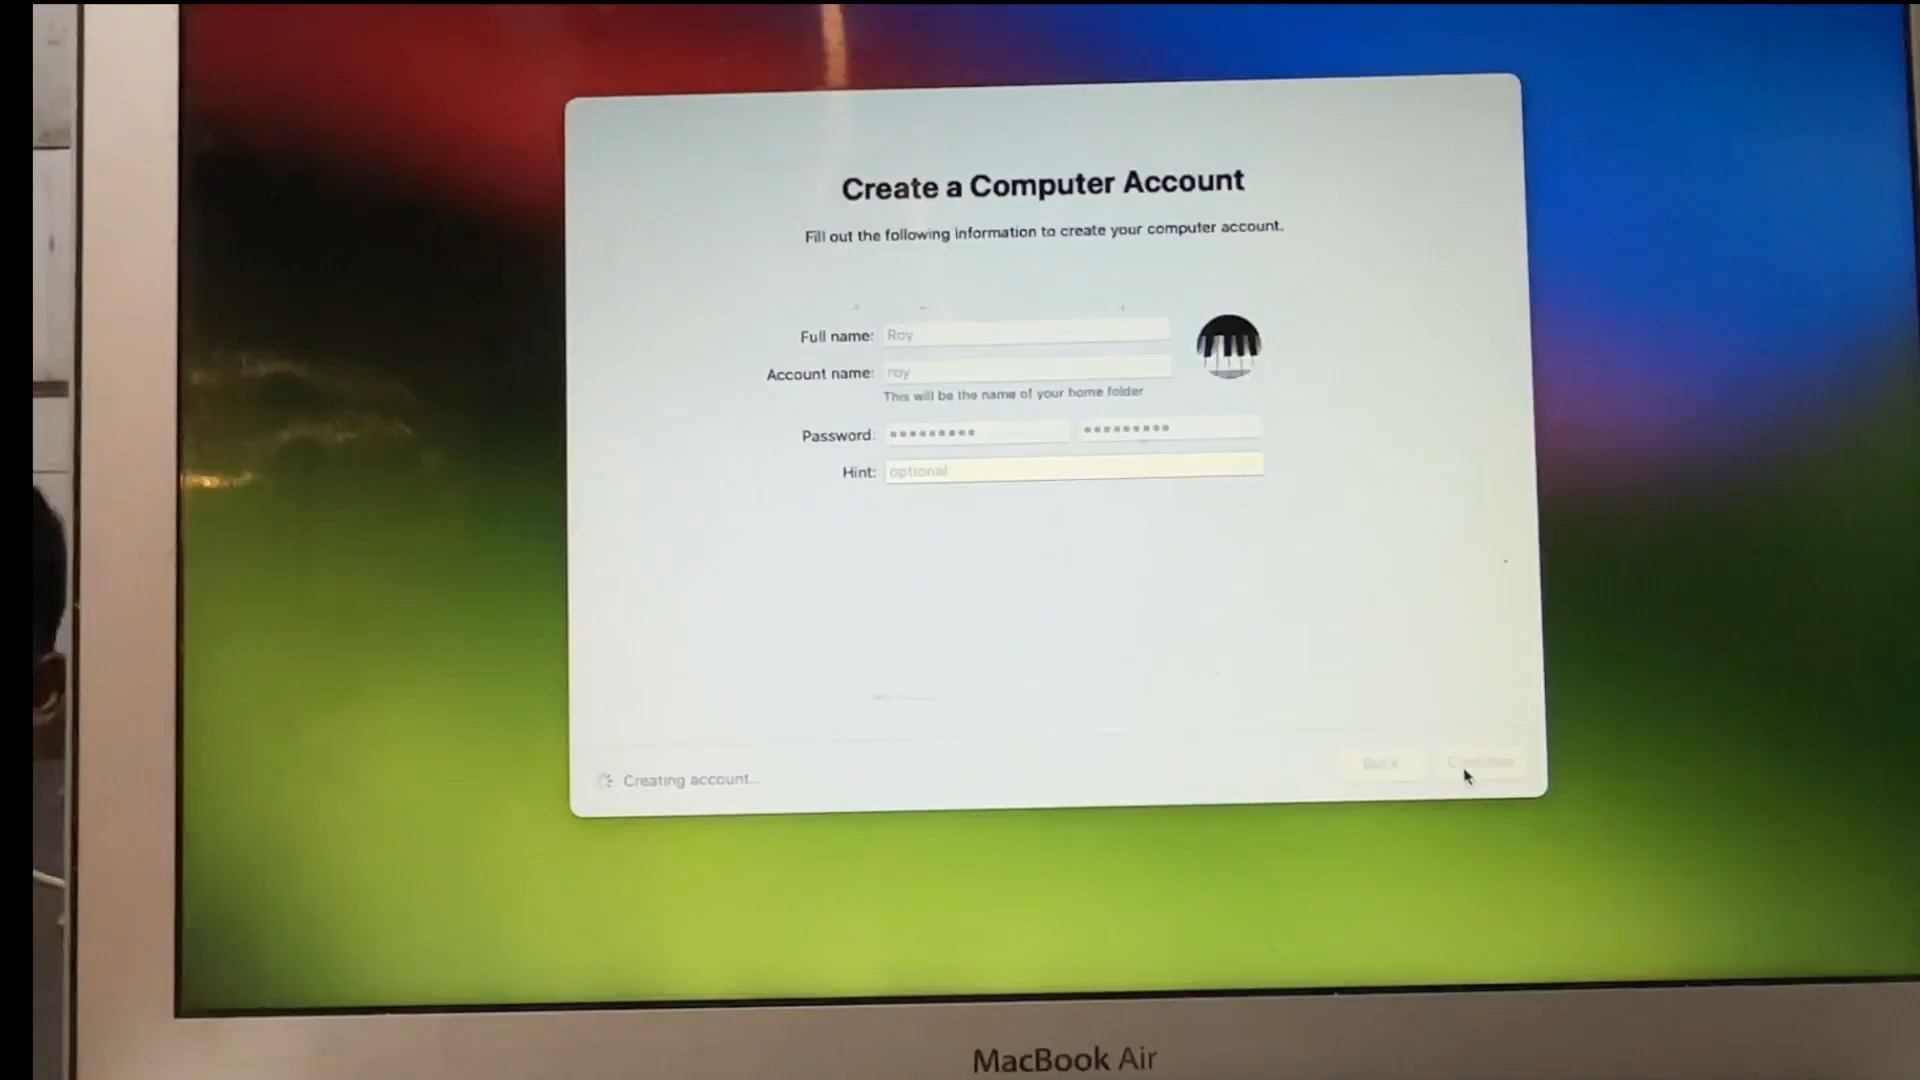 Create a Computer Account
Fill out the following information to create your computer account.
Full name: Roy
Account name: roy
This will be the name of your home folder
Password: ●●●●●●●●● ●●●●●●●●●
Hint: optional
Creating account...
Back Continue
MacBook Air